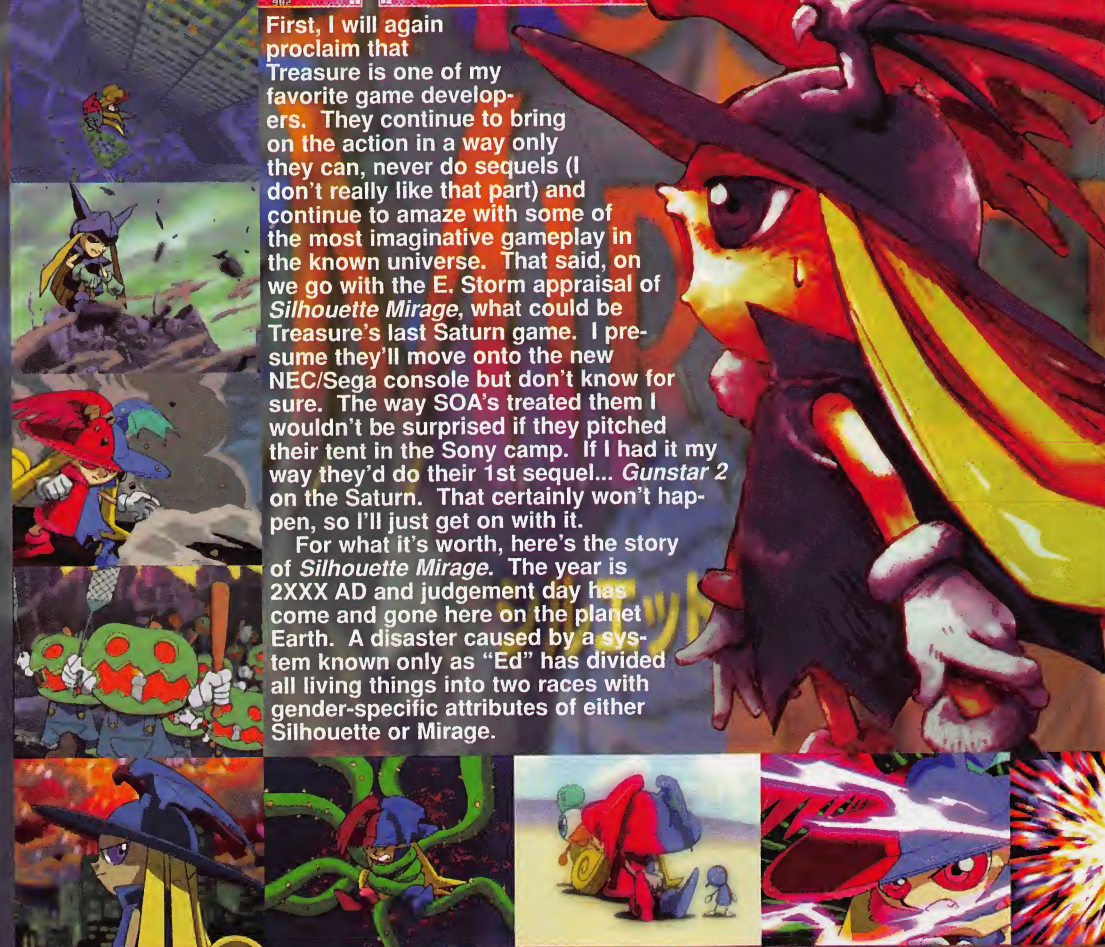 First, I will again
proclaim that
Treasure is one of my
favorite game develop-
ers. They continue to bring
on the action in a way only
they can, never do sequels (I
don't really like that part) and
continue to amaze with some of
the most imaginative gameplay in
the known universe. That said, on
we go with the E. Storm appraisal of
Silhouette Mirage, what could be
Treasure's last Saturn game. I pre-
sume they'll move onto the new
NEC/Sega console but don't know for
sure. The way SOA's treated them I
wouldn't be surprised if they pitched
their tent in the Sony camp. If I had it my
way they'd do their 1st sequel... Gunstar 2
on the Saturn. That certainly won't hap-
pen, so I'll just get on with it.
For what it's worth, here's the story
of Silhouette Mirage. The year is
2XXX AD and judgement day has
come and gone here on the planet
Earth. A disaster caused by a sys-
tem known only as “Ed” has divided
all living things into two races with
gender-specific attributes of either
Silhouette or Mirage.